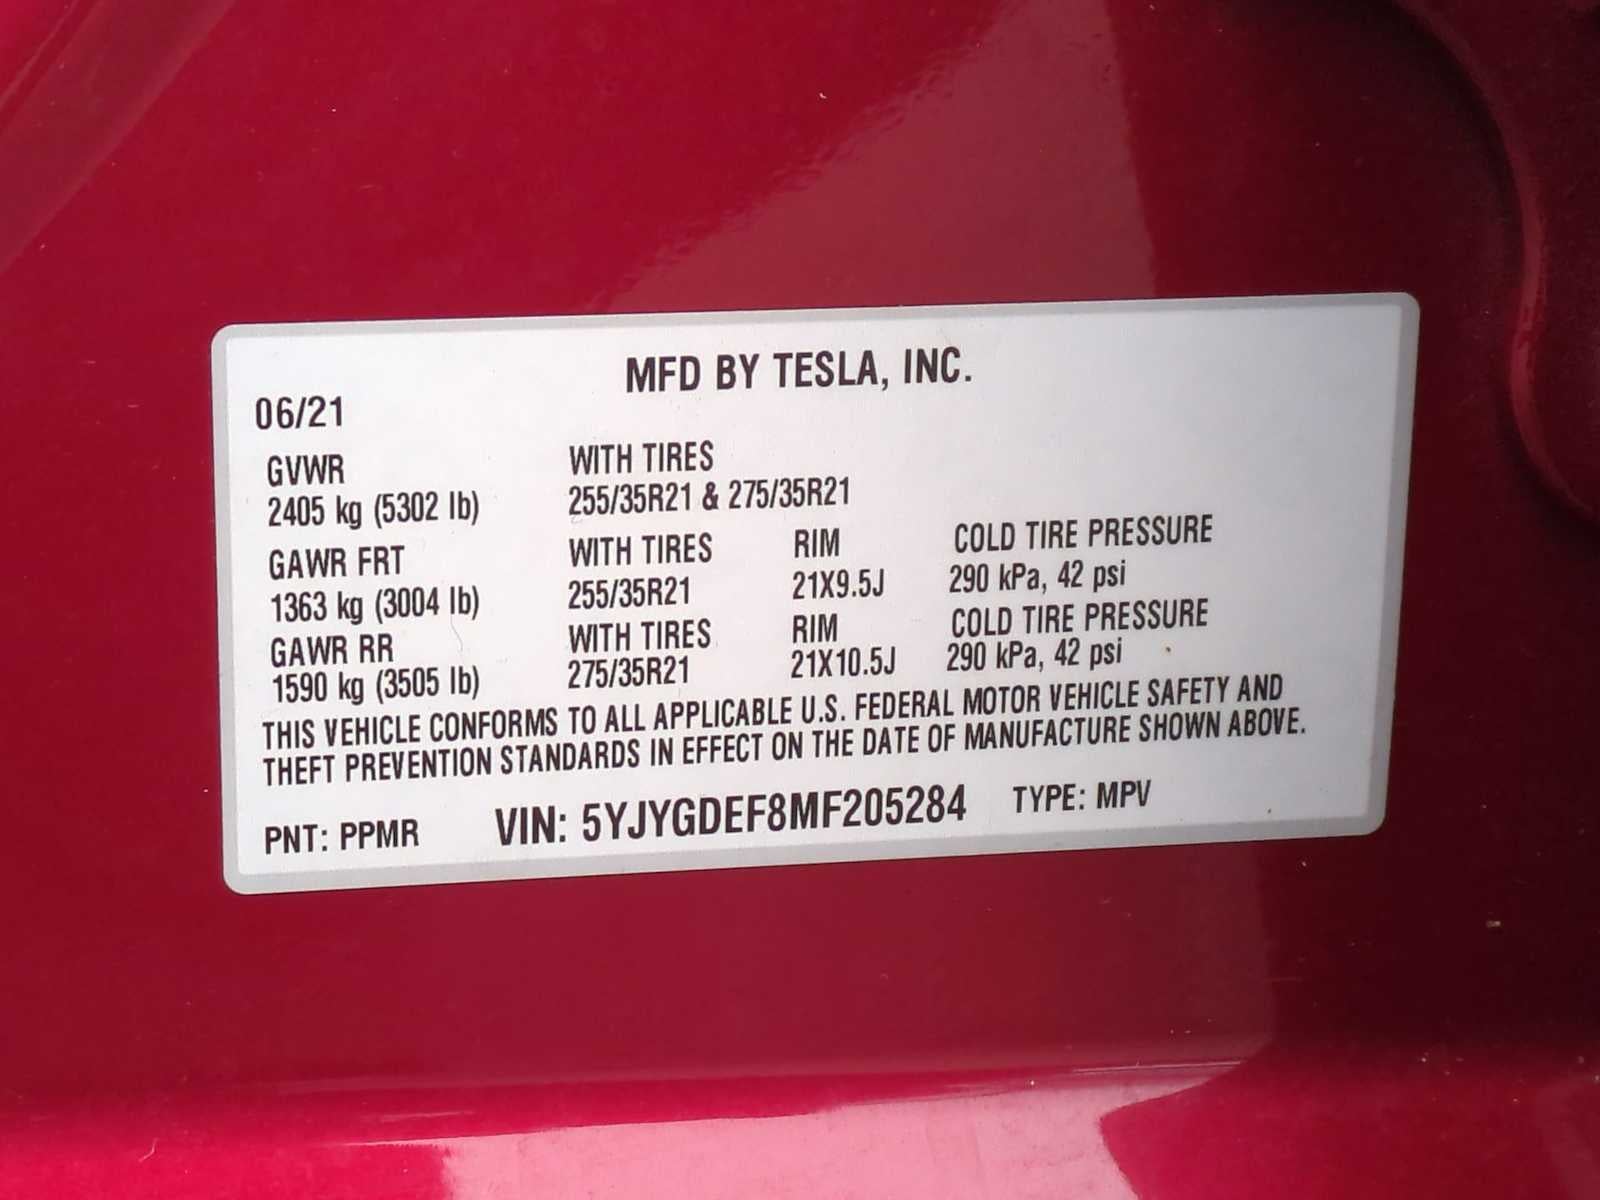 MFD BY TESLA, INC.
06/21
GVWR WITH TIRES
2405 kg (5302 lb) 255/35R21 & 275/35R21
GAWR FRT WITH TIRES RIM COLD TIRE PRESSURE
1363 kg (3004 lb) 255/35R21 21X9.5J 290 kPa, 42 psi
GAWR RR WITH TIRES RIM COLD TIRE PRESSURE
1590 kg (3505 lb) 275/35R21 21X10.5J 290 kPa, 42 psi
THIS VEHICLE CONFORMS TO ALL APPLICABLE U.S. FEDERAL MOTOR VEHICLE SAFETY AND
THEFT PREVENTION STANDARDS IN EFFECT ON THE DATE OF MANUFACTURE SHOWN ABOVE.
PNT: PPMR VIN: 5YJYGDEF8MF205284 TYPE: MPV